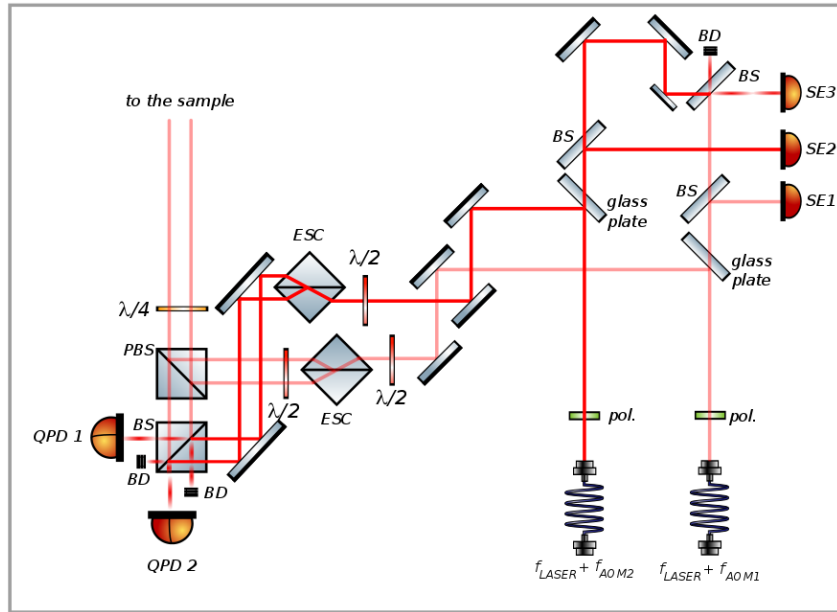 BD
BS
to the sample
SE3
BS
SE2
BS
SE1
glass
plate
ESC
λ/2
glass
plate
λ/4
PBS
λ/2
ESC
λ/2
pol.
pol.
QPD 1
BS
BD
BD
QPD 2
f_LASER + f_AOM2
f_LASER + f_AOM1